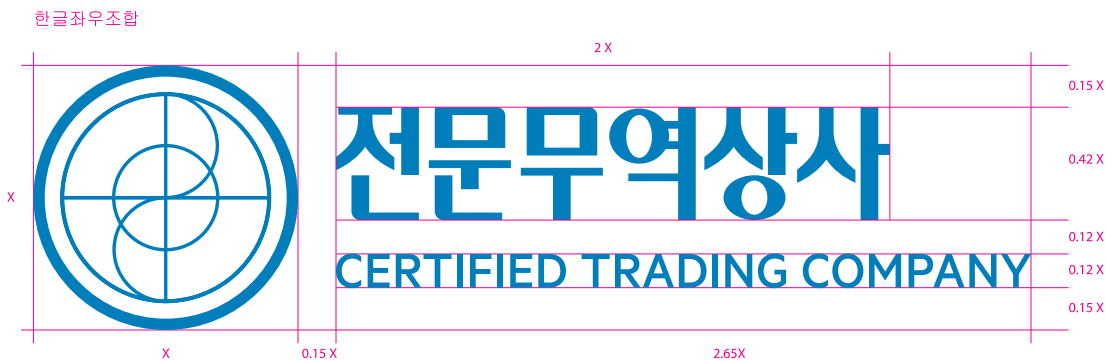 한글좌우조합
2 X
0.15 X
전문무역상사
0.42 X
X
0.12 X
CERTIFIED TRADING COMPANY
0.12 X
0.15 X
X
0.15 X
2.65X